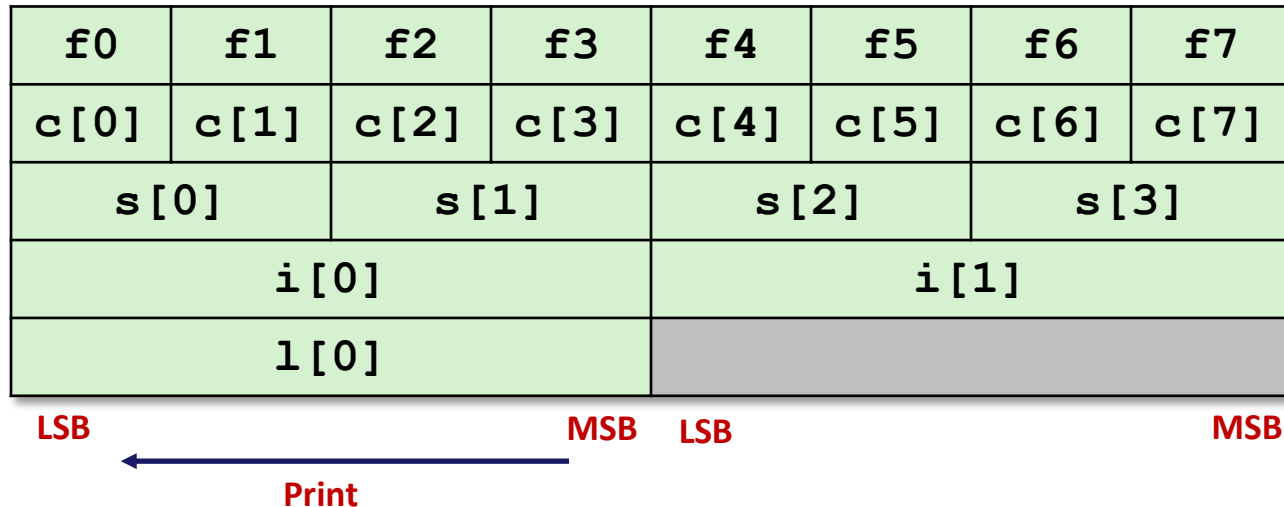 f0 f1 f2 f3 f4 f5 f6 f7
c[0] c[1] c[2] c[3] c[4] c[5] c[6] c[7]
s[0] s[1] s[2] s[3]
i[0] i[1]
l[0]
LSB MSB LSB MSB
Print